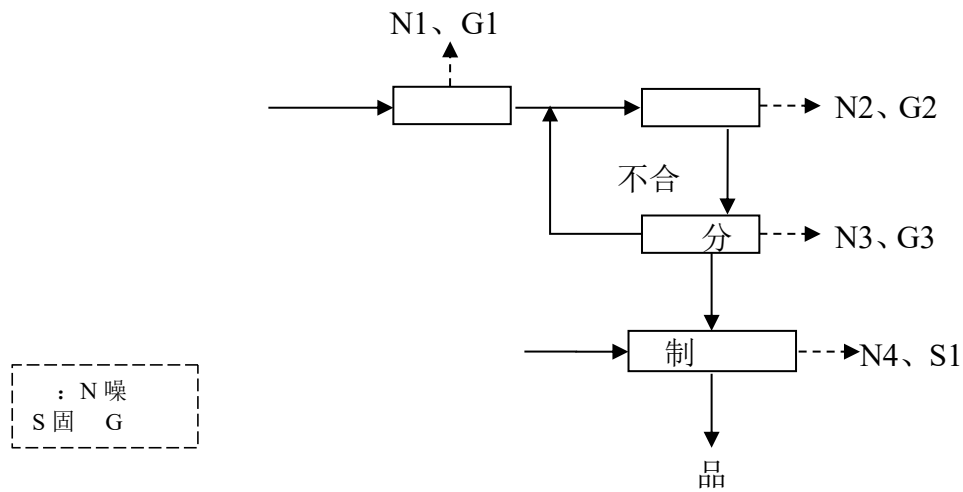 N1、G1
N2、G2
不合
分
N3、G3
制
N4、S1
：N 噪
S 固 G
品